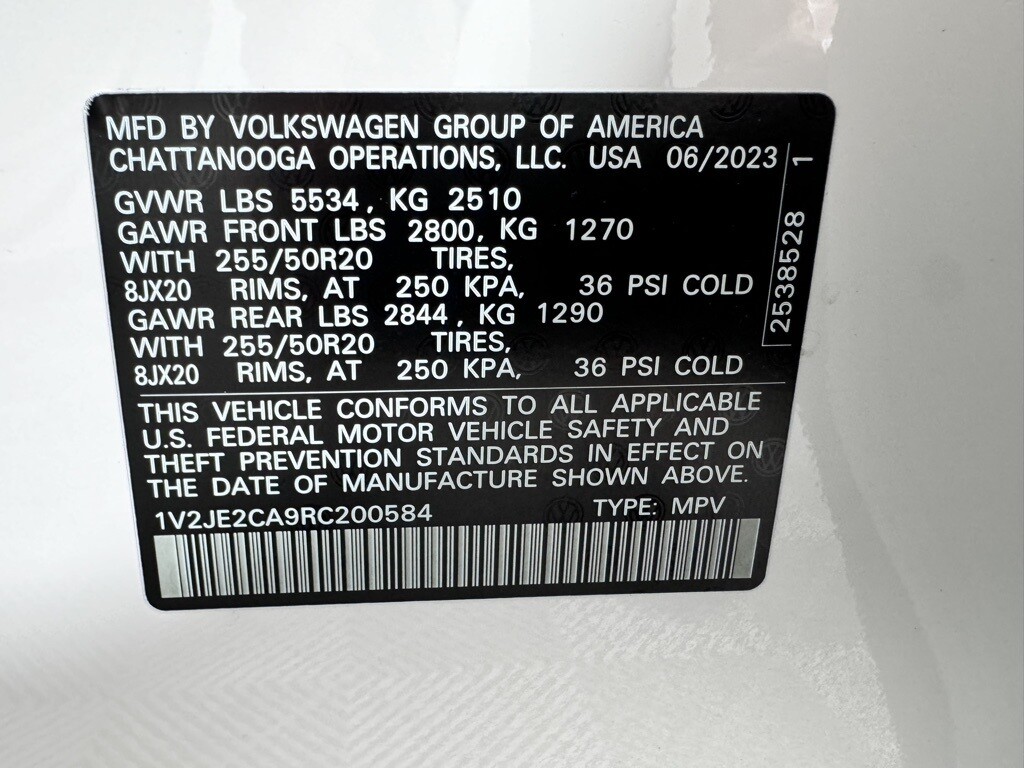 MFD BY VOLKSWAGEN GROUP OF AMERICA
CHATTANOOGA OPERATIONS, LLC. USA 06/2023
GVWR LBS 5534, KG 2510
GAWR FRONT LBS 2800, KG 1270
WITH 255/50R20 TIRES,
8JX20 RIMS, AT 250 KPA, 36 PSI COLD
GAWR REAR LBS 2844, KG 1290
WITH 255/50R20 TIRES,
8JX20 RIMS, AT 250 KPA, 36 PSI COLD
THIS VEHICLE CONFORMS TO ALL APPLICABLE
U.S. FEDERAL MOTOR VEHICLE SAFETY AND
THEFT PREVENTION STANDARDS IN EFFECT ON
THE DATE OF MANUFACTURE SHOWN ABOVE.
1V2JE2CA9RC200584 TYPE: MPV
2538528 1